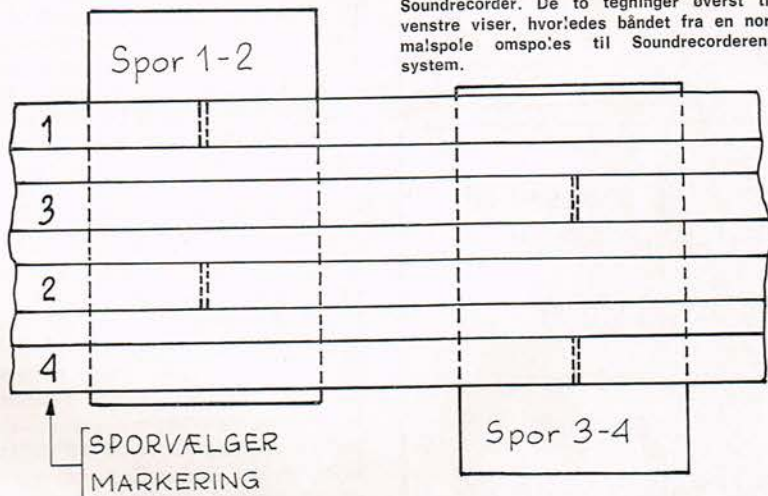 Soundrecorder. De to tegninger øverst til
venstre viser, hvorledes båndet fra en nor-
malspole omspoles til Soundrecorderens
system.
Spor 1-2
1
3
2
4
Spor 3-4
SPORVÆLGER
MARKERING